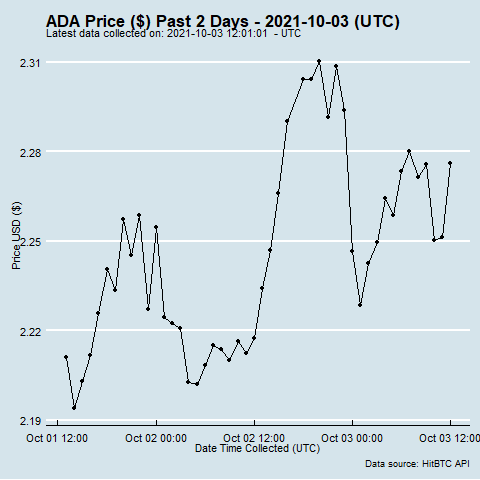 ADA Price ($) Past 2 Days - 2021-10-03 (UTC)
Latest data collected on: 2021-10-03 12:01:01 - UTC
2.31
2.28
2.25
2.22
2.19
Price USD ($)
Oct 01 12:00 Oct 02 00:00 Oct 02 12:00 Oct 03 00:00 Oct 03 12:00
Date Time Collected (UTC)
Data source: HitBTC API